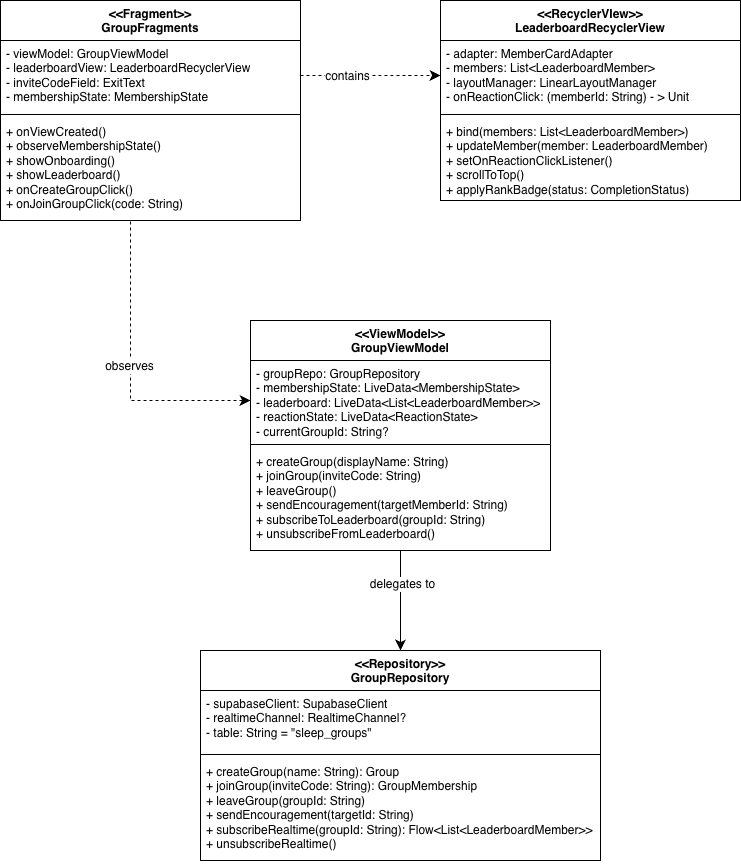 <<Fragment>>
GroupFragments
- viewModel: GroupViewModel
- leaderboardView: LeaderboardRecyclerView
- inviteCodeField: ExitText
- membershipState: MembershipState
+ onViewCreated()
+ observeMembershipState()
+ showOnboarding()
+ showLeaderboard()
+ onCreateGroupClick()
+ onJoinGroupClick(code: String)
contains
<<RecyclerVIew>>
LeaderboardRecyclerView
- adapter: MemberCardAdapter
- members: List<LeaderboardMember>
- layoutManager: LinearLayoutManager
- onReactionClick: (memberId: String) - > Unit
+ bind(members: List<LeaderboardMember>)
+ updateMember(member: LeaderboardMember)
+ setOnReactionClickListener()
+ scrollToTop()
+ applyRankBadge(status: CompletionStatus)
observes
<<ViewModel>>
GroupViewModel
- groupRepo: GroupRepository
- membershipState: LiveData<MembershipState>
- leaderboard: LiveData<List<LeaderboardMember>>
- reactionState: LiveData<ReactionState>
- currentGroupId: String?
+ createGroup(displayName: String)
+ joinGroup(inviteCode: String)
+ leaveGroup()
+ sendEncouragement(targetMemberId: String)
+ subscribeToLeaderboard(groupId: String)
+ unsubscribeFromLeaderboard()
delegates to
<<Repository>>
GroupRepository
- supabaseClient: SupabaseClient
- realtimeChannel: RealtimeChannel?
- table: String = "sleep_groups"
+ createGroup(name: String): Group
+ joinGroup(inviteCode: String): GroupMembership
+ leaveGroup(groupId: String)
+ sendEncouragement(targetId: String)
+ subscribeRealtime(groupId: String): Flow<List<LeaderboardMember>>
+ unsubscribeRealtime()